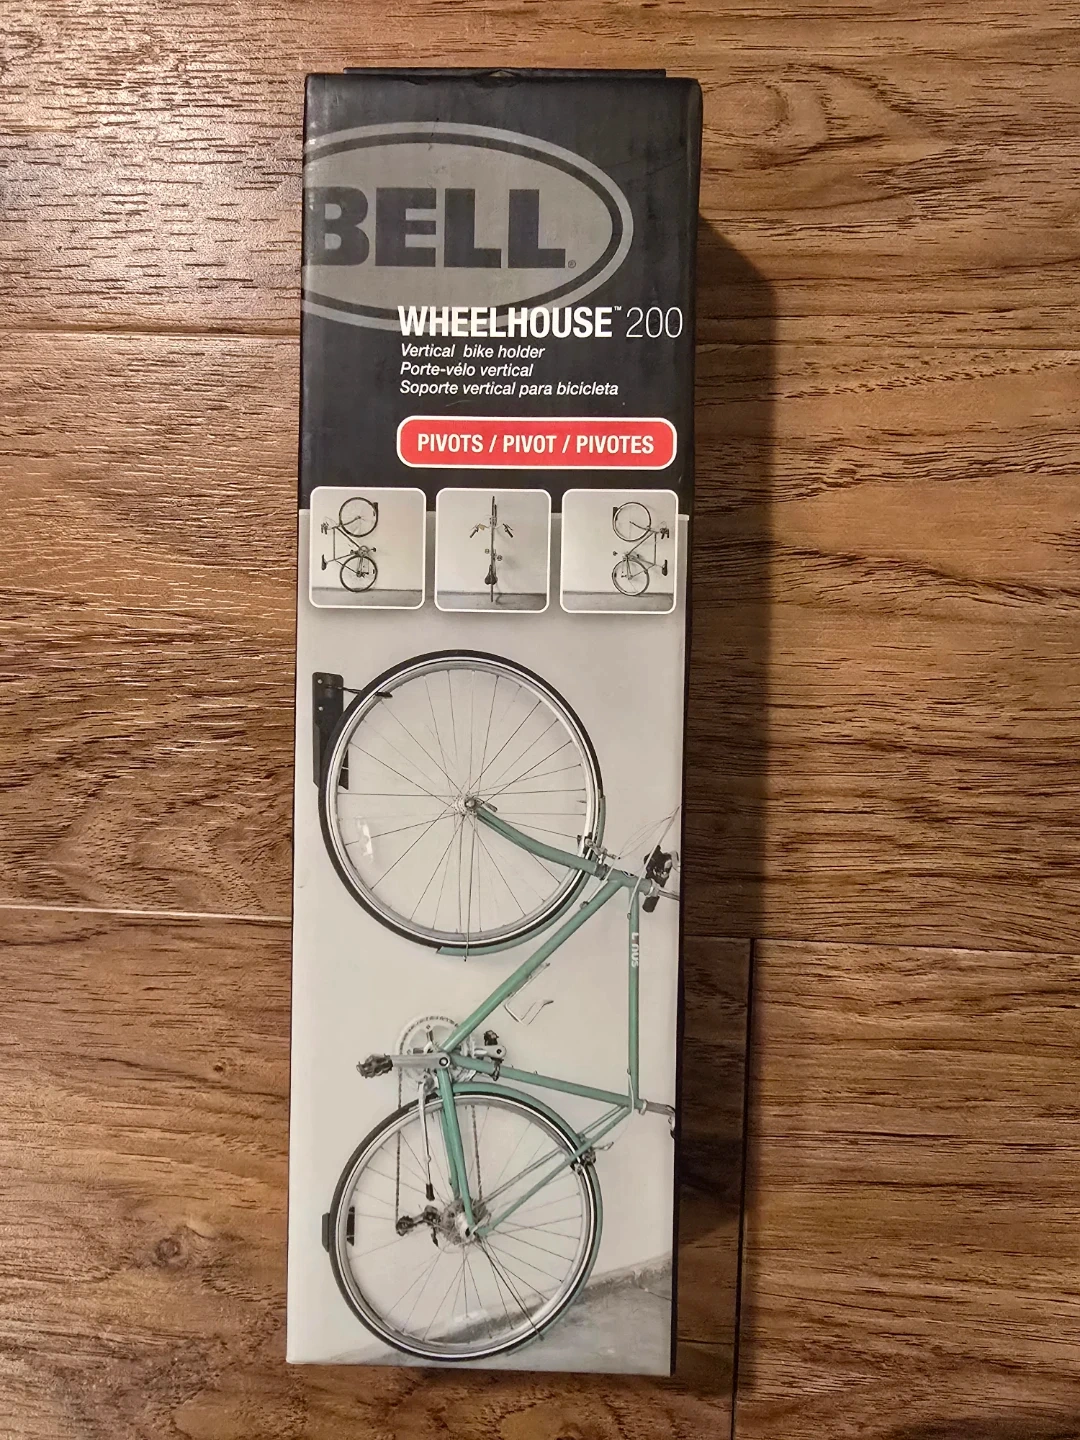 BELL®
WHEELHOUSE™ 200
Vertical bike holder
Porte-vélo vertical
Soporte vertical para bicicleta
PIVOTS / PIVOT / PIVOTES